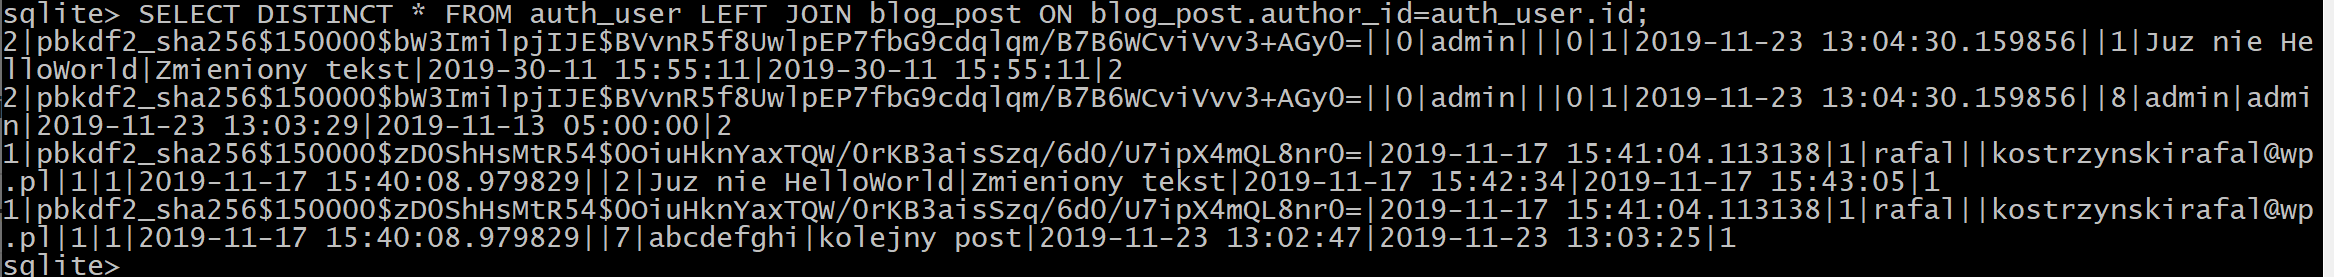 sqlite> SELECT DISTINCT * FROM auth_user LEFT JOIN blog_post ON blog_post.author_id=auth_user.id;
2|pbkdf2_sha256$150000$bW3ImilpjIJE$BVvnR5f8UwlpEP7fbG9cdqlqm/B7B6WCviVvv3+AGy0=||0|admin|||0|1|2019-11-23 13:04:30.159856||1|Juz nie He
lloWorld|Zmieniony tekst|2019-30-11 15:55:11|2019-30-11 15:55:11|2
2|pbkdf2_sha256$150000$bW3ImilpjIJE$BVvnR5f8UwlpEP7fbG9cdqlqm/B7B6WCviVvv3+AGy0=||0|admin|||0|1|2019-11-23 13:04:30.159856||8|admin|admi
n|2019-11-23 13:03:29|2019-11-13 05:00:00|2
1|pbkdf2_sha256$150000$zD0ShHsMtR54$0OiuHknYaxTQW/0rKB3aisSzq/6d0/U7ipX4mQL8nr0=|2019-11-17 15:41:04.113138|1|rafal||kostrzynskirafal@wp
.pl|1|1|2019-11-17 15:40:08.979829||2|Juz nie HelloWorld|Zmieniony tekst|2019-11-17 15:42:34|2019-11-17 15:43:05|1
1|pbkdf2_sha256$150000$zD0ShHsMtR54$0OiuHknYaxTQW/0rKB3aisSzq/6d0/U7ipX4mQL8nr0=|2019-11-17 15:41:04.113138|1|rafal||kostrzynskirafal@wp
.pl|1|1|2019-11-17 15:40:08.979829||7|abcdefghi|kolejny post|2019-11-23 13:02:47|2019-11-23 13:03:25|1
sqlite>